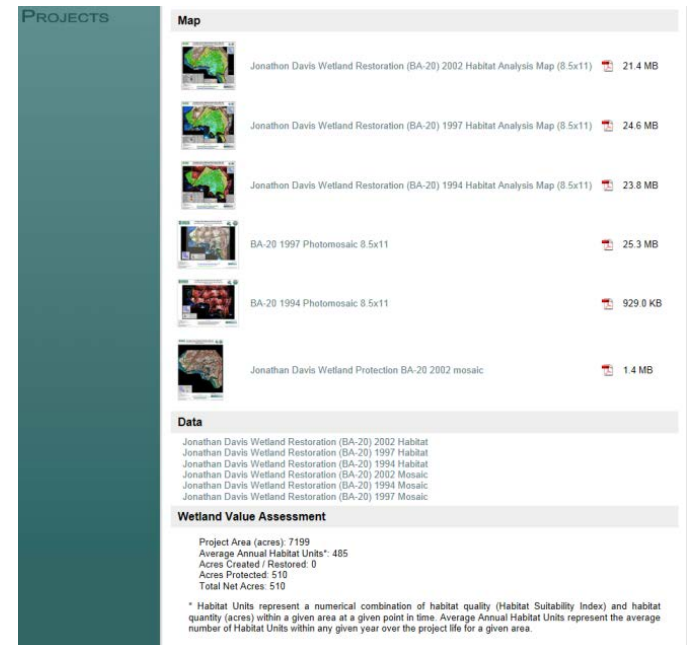 PROJECTS
Map
Jonathon Davis Wetland Restoration (BA-20) 2002 Habitat Analysis Map (8.5x11) 21.4 MB
Jonathon Davis Wetland Restoration (BA-20) 1997 Habitat Analysis Map (8.5x11) 24.6 MB
Jonathon Davis Wetland Restoration (BA-20) 1994 Habitat Analysis Map (8.5x11) 23.8 MB
BA-20 1997 Photomosaic 8.5x11 25.3 MB
BA-20 1994 Photomosaic 8.5x11 929.0 KB
Jonathan Davis Wetland Protection BA-20 2002 mosaic 1.4 MB
Data
Jonathan Davis Wetland Restoration (BA-20) 2002 Habitat
Jonathan Davis Wetland Restoration (BA-20) 1997 Habitat
Jonathan Davis Wetland Restoration (BA-20) 1994 Habitat
Jonathan Davis Wetland Restoration (BA-20) 2002 Mosaic
Jonathan Davis Wetland Restoration (BA-20) 1994 Mosaic
Jonathan Davis Wetland Restoration (BA-20) 1997 Mosaic
Wetland Value Assessment
Project Area (acres): 7199
Average Annual Habitat Units*: 485
Acres Created / Restored: 0
Acres Protected: 510
Total Net Acres: 510
* Habitat Units represent a numerical combination of habitat quality (Habitat Suitability Index) and habitat
quantity (acres) within a given area at a given point in time. Average Annual Habitat Units represent the average
number of Habitat Units within any given year over the project life for a given area.